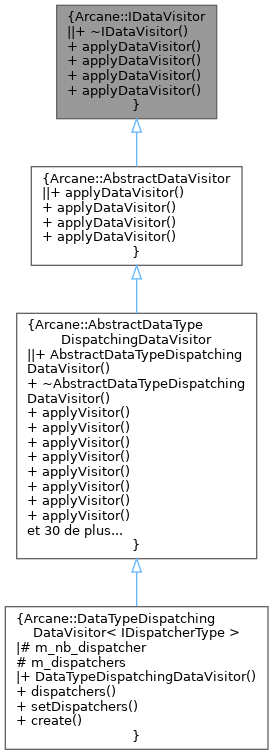 {Arcane::IDataVisitor
||+ ~IDataVisitor()
+ applyDataVisitor()
+ applyDataVisitor()
+ applyDataVisitor()
+ applyDataVisitor()
}
{Arcane::AbstractDataVisitor
||+ applyDataVisitor()
+ applyDataVisitor()
+ applyDataVisitor()
+ applyDataVisitor()
}
{Arcane::AbstractDataType
DispatchingDataVisitor
||+ AbstractDataTypeDispatching
DataVisitor()
+ ~AbstractDataTypeDispatching
DataVisitor()
+ applyVisitor()
+ applyVisitor()
+ applyVisitor()
+ applyVisitor()
+ applyVisitor()
+ applyVisitor()
+ applyVisitor()
+ applyVisitor()
et 30 de plus...
}
{Arcane::DataTypeDispatching
DataVisitor< IDispatcherType >
|# m_nb_dispatcher
# m_dispatchers
|+ DataTypeDispatchingDataVisitor()
+ dispatchers()
+ setDispatchers()
+ create()
}